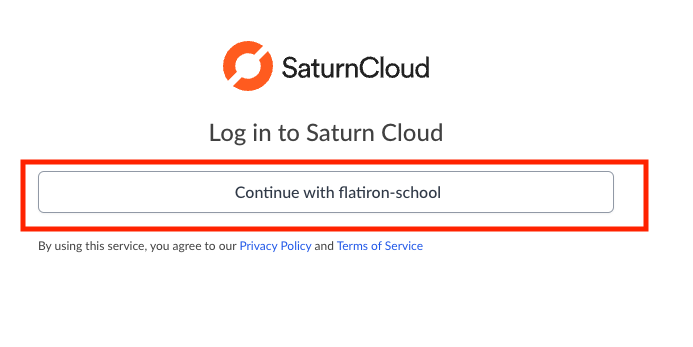 SaturnCloud
Log in to Saturn Cloud
Continue with flatiron-school
By using this service, you agree to our Privacy Policy and Terms of Service